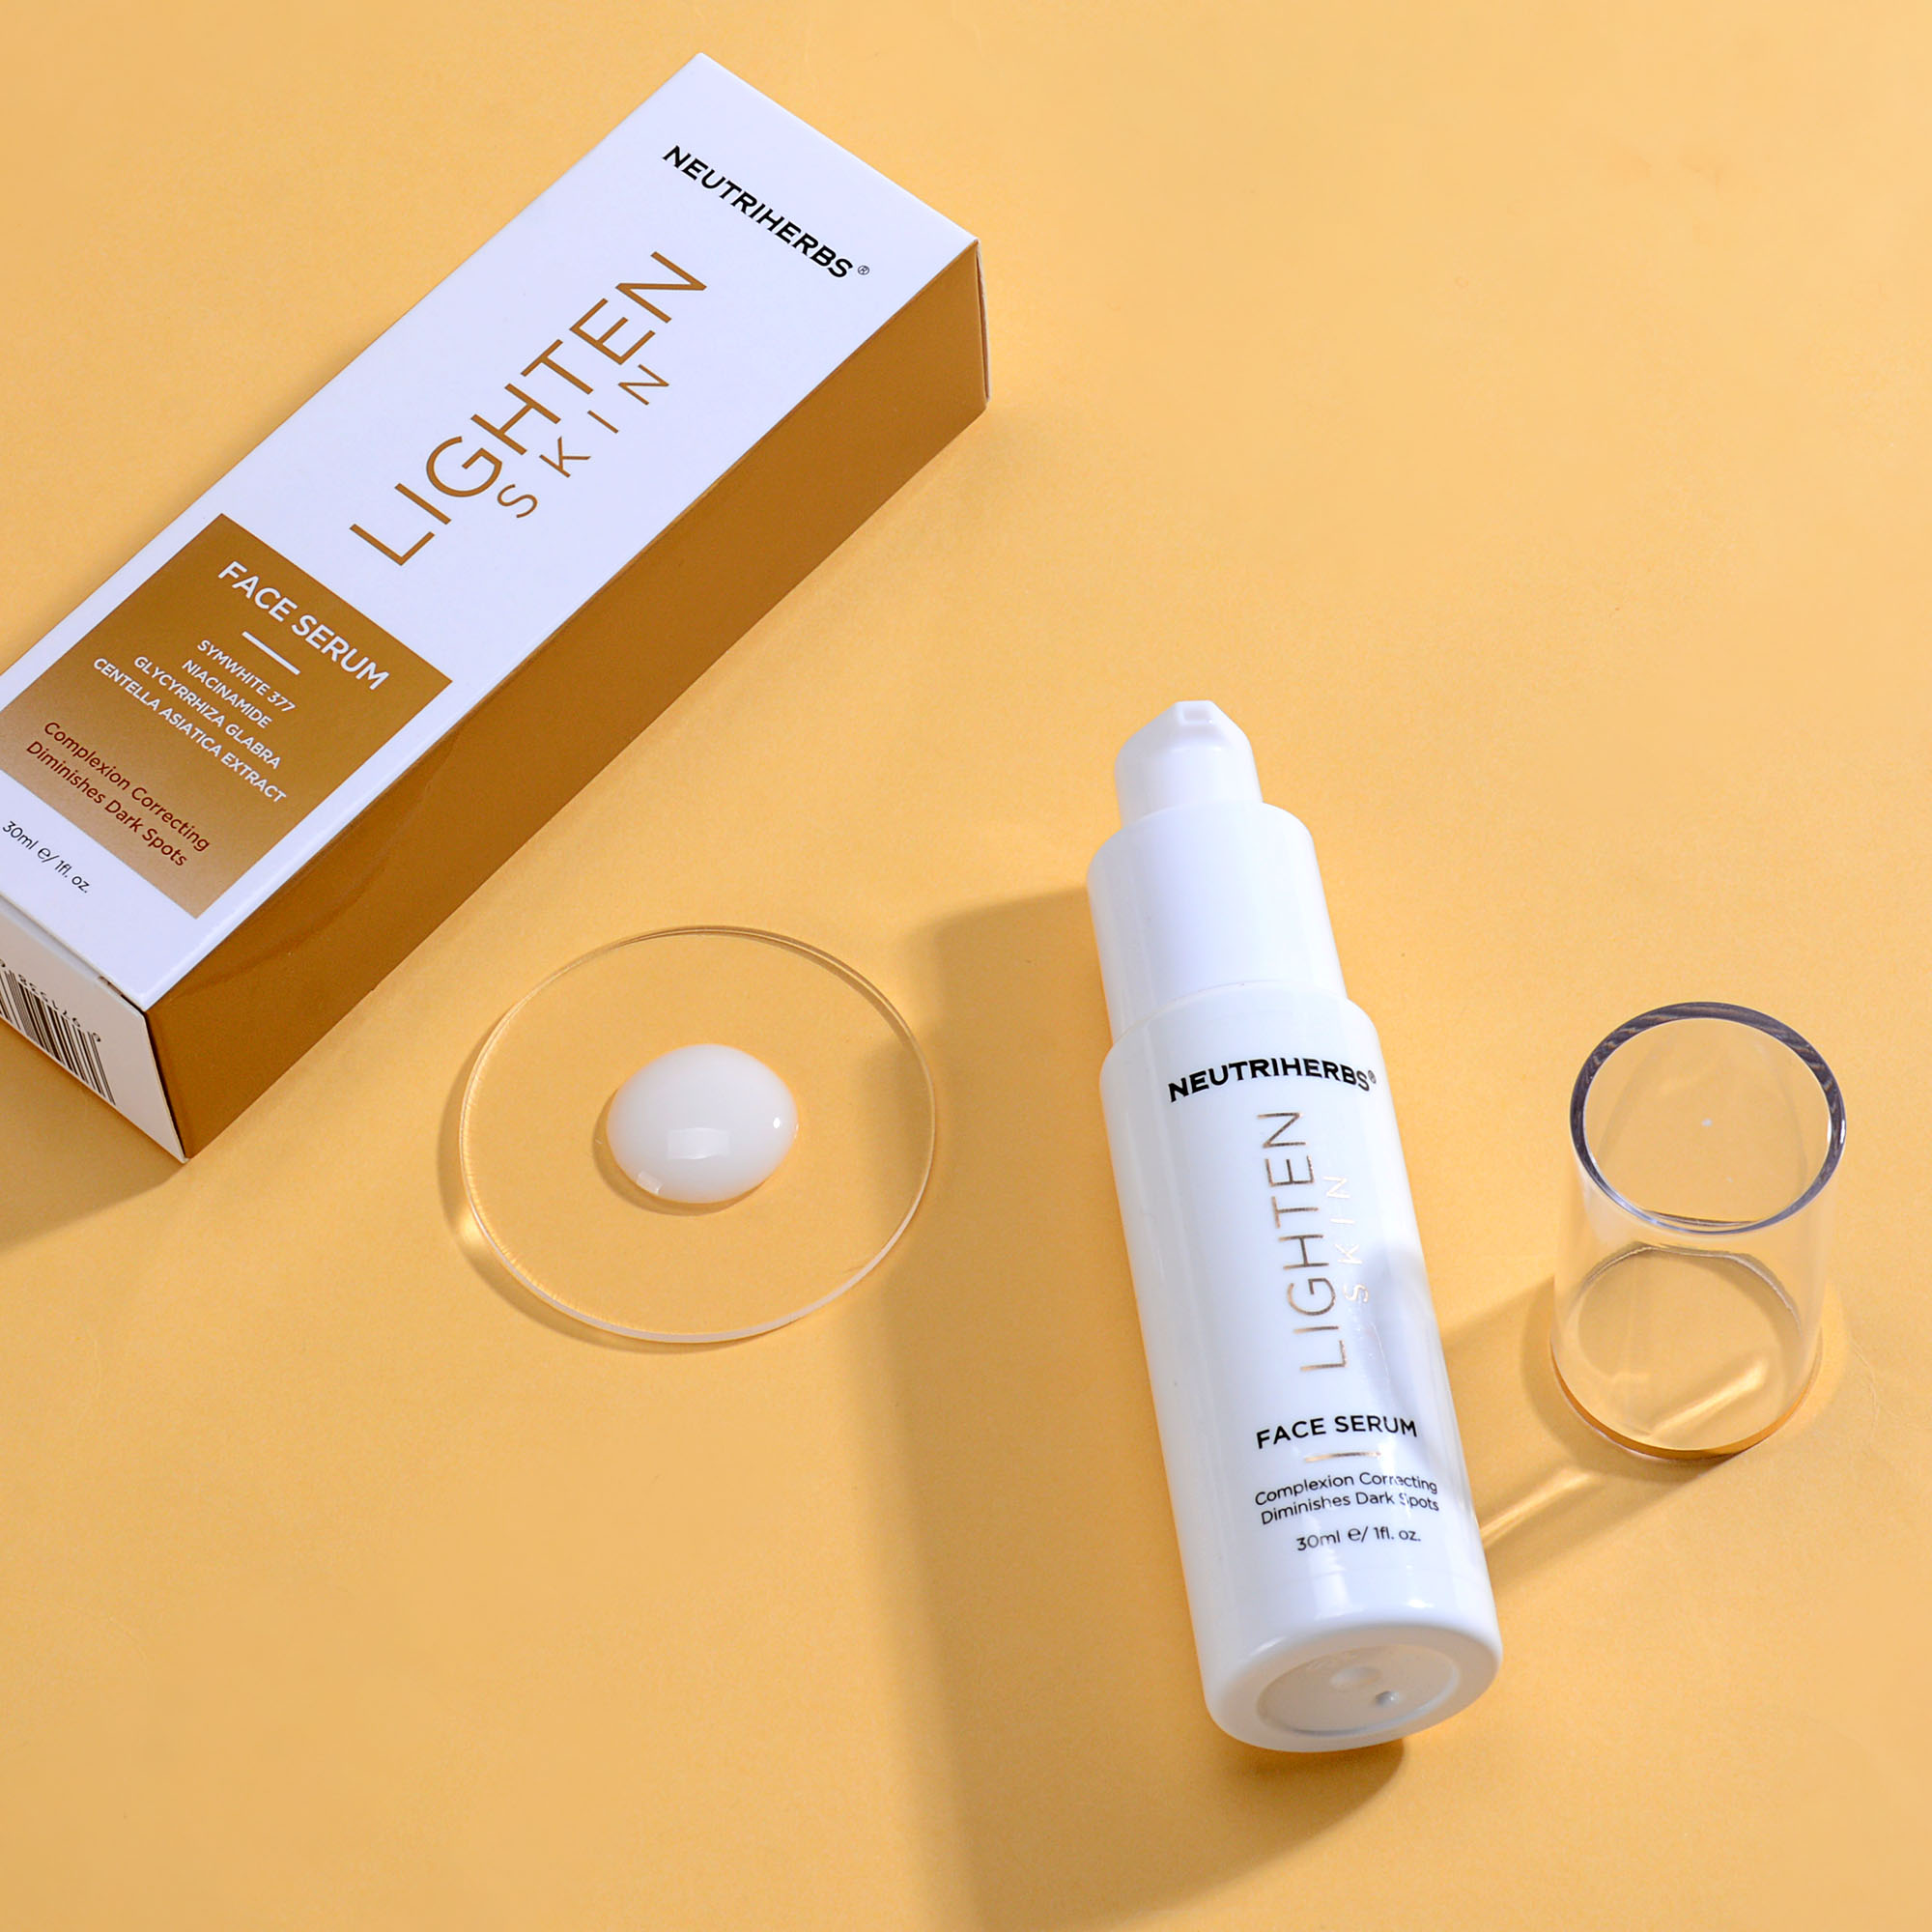 NEUTRIHERBS®
LIGHTEN
SKIN
FACE SERUM
SYMWHITE 377
NIACINAMIDE
GLYCYRRHIZA GLABRA
CENTELLA ASIATICA EXTRACT
Complexion Correcting
Diminishes Dark Spots
30ml ℮/ 1fl. oz.
NEUTRIHERBS®
LIGHTEN
SKIN
FACE SERUM
Complexion Correcting
Diminishes Dark Spots
30ml ℮/ 1fl. oz.